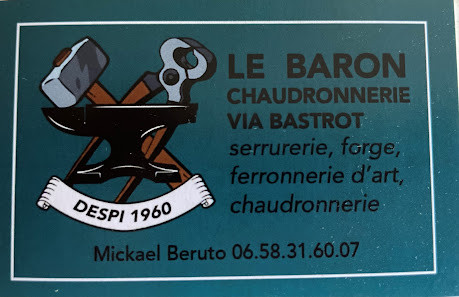 LE BARON
CHAUDRONNERIE
VIA BASTROT
serrurerie, forge,
ferronnerie d'art,
chaudronnerie
DESPI 1960
Mickael Beruto 06.58.31.60.07